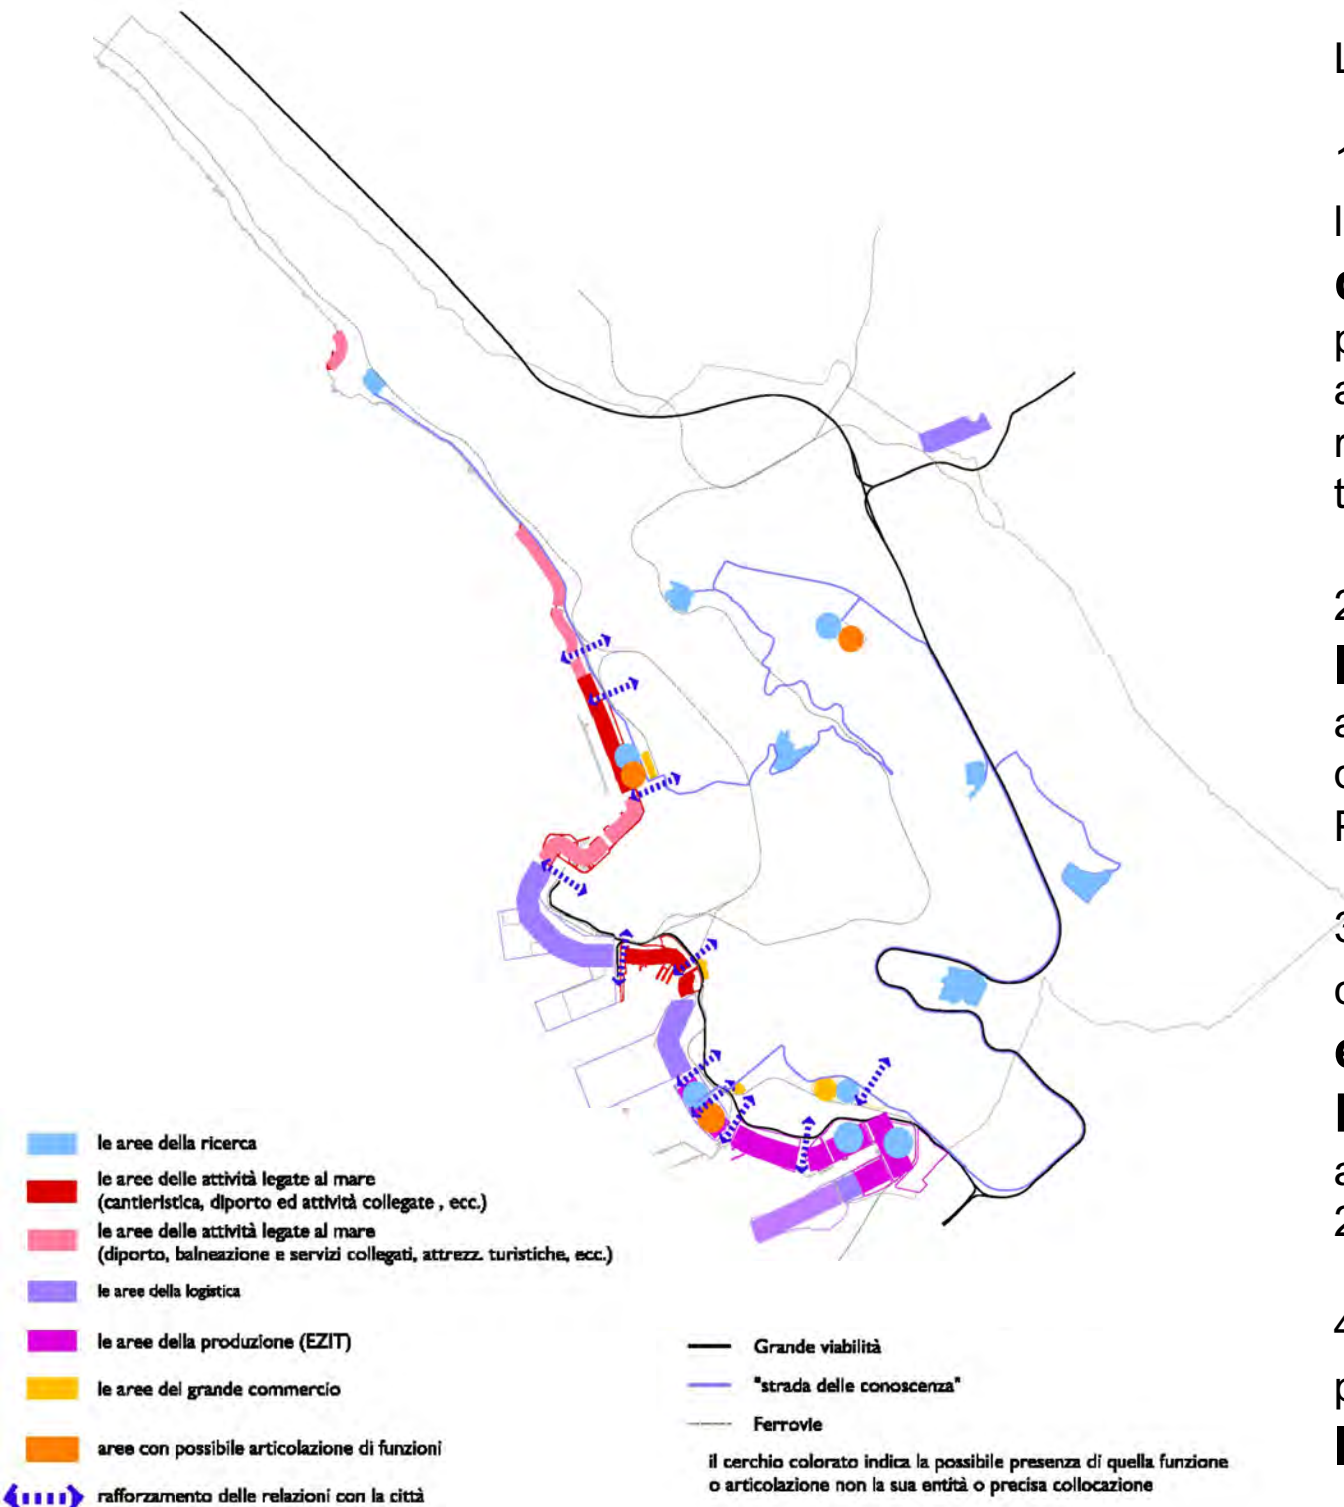 le aree della ricerca
le aree delle attività legate al mare
(cantieristica, diporto ed attività collegate , ecc.)
le aree delle attività legate al mare
(diporto, balneazione e servizi collegati, attrezz. turistiche, ecc.)
le aree della logistica
le aree della produzione (EZIT)
le aree del grande commercio
aree con possibile articolazione di funzioni
rafforzamento delle relazioni con la città
Grande viabilità
"strada delle conoscenza"
Ferrovie
il cerchio colorato indica la possibile presenza di quella funzione
o articolazione non la sua entità o precisa collocazione